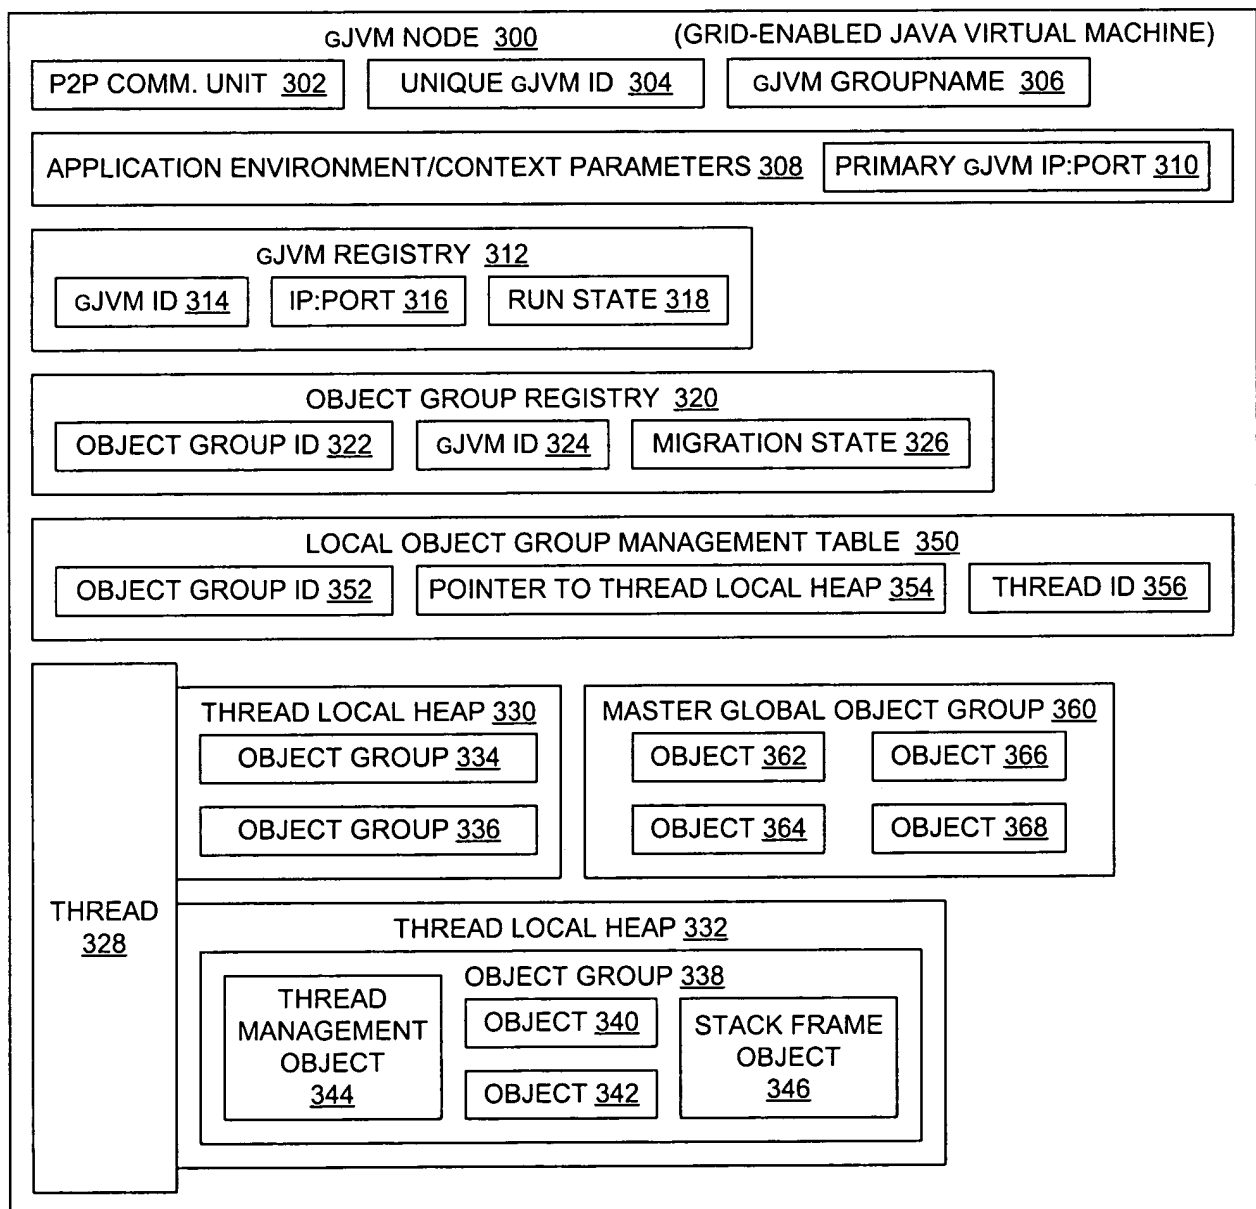 GJVM NODE 300 (GRID-ENABLED JAVA VIRTUAL MACHINE)
P2P COMM. UNIT 302 UNIQUE GJVM ID 304 GJVM GROUPNAME 306
APPLICATION ENVIRONMENT/CONTEXT PARAMETERS 308 PRIMARY GJVM IP:PORT 310
GJVM REGISTRY 312
GJVM ID 314 IP:PORT 316 RUN STATE 318
OBJECT GROUP REGISTRY 320
OBJECT GROUP ID 322 GJVM ID 324 MIGRATION STATE 326
LOCAL OBJECT GROUP MANAGEMENT TABLE 350
OBJECT GROUP ID 352 POINTER TO THREAD LOCAL HEAP 354 THREAD ID 356
THREAD
328
THREAD LOCAL HEAP 330
OBJECT GROUP 334
OBJECT GROUP 336
MASTER GLOBAL OBJECT GROUP 360
OBJECT 362 OBJECT 366
OBJECT 364 OBJECT 368
THREAD LOCAL HEAP 332
OBJECT GROUP 338
THREAD
MANAGEMENT
OBJECT
344
OBJECT 340
OBJECT 342
STACK FRAME
OBJECT
346